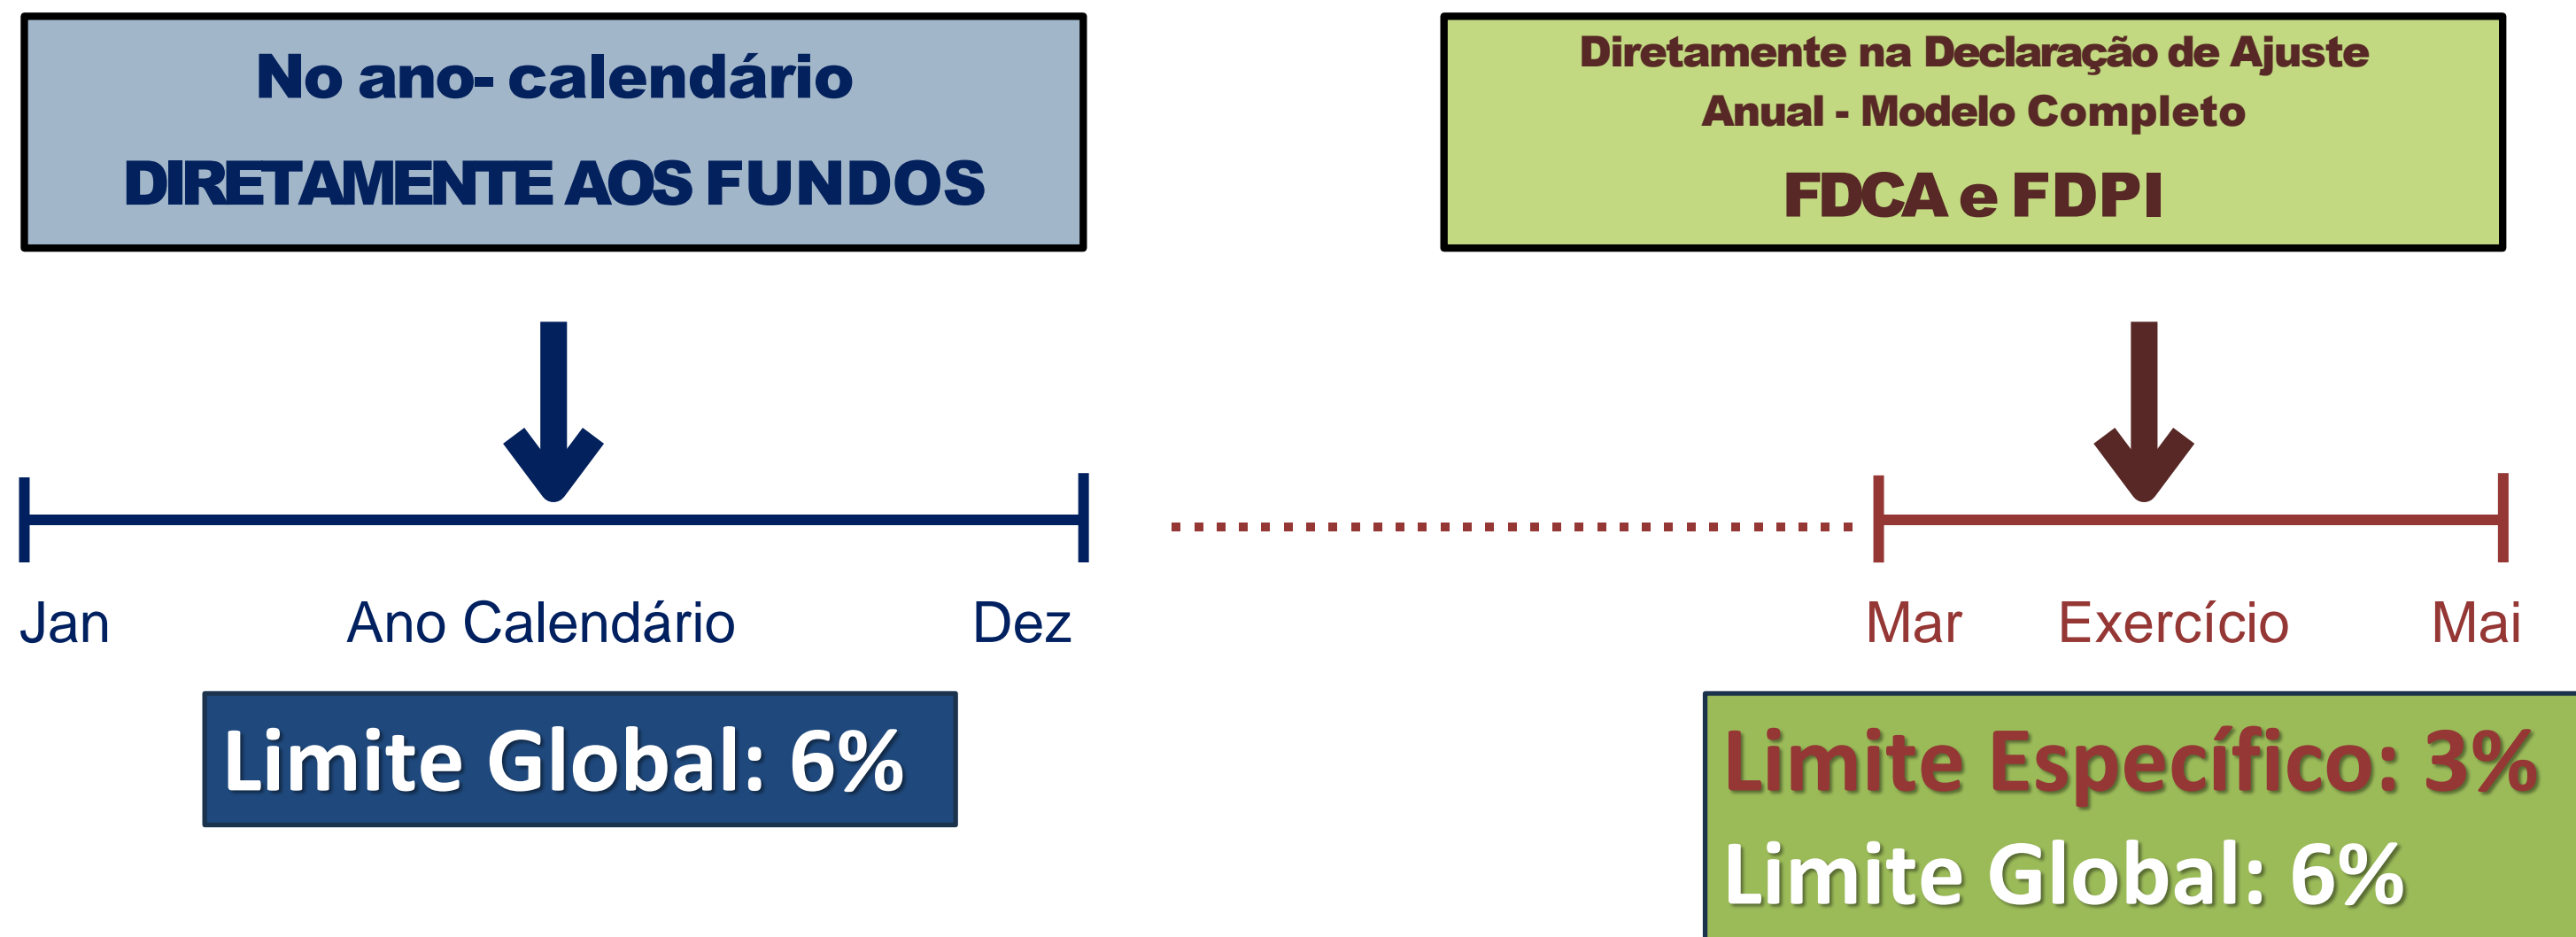 No ano- calendário
DIRETAMENTE AOS FUNDOS
Diretamente na Declaração de Ajuste
Anual - Modelo Completo
FDCA e FDPI
Jan
Ano Calendário
Dez
Mar
Exercício
Mai
Limite Global: 6%
Limite Específico: 3%
Limite Global: 6%